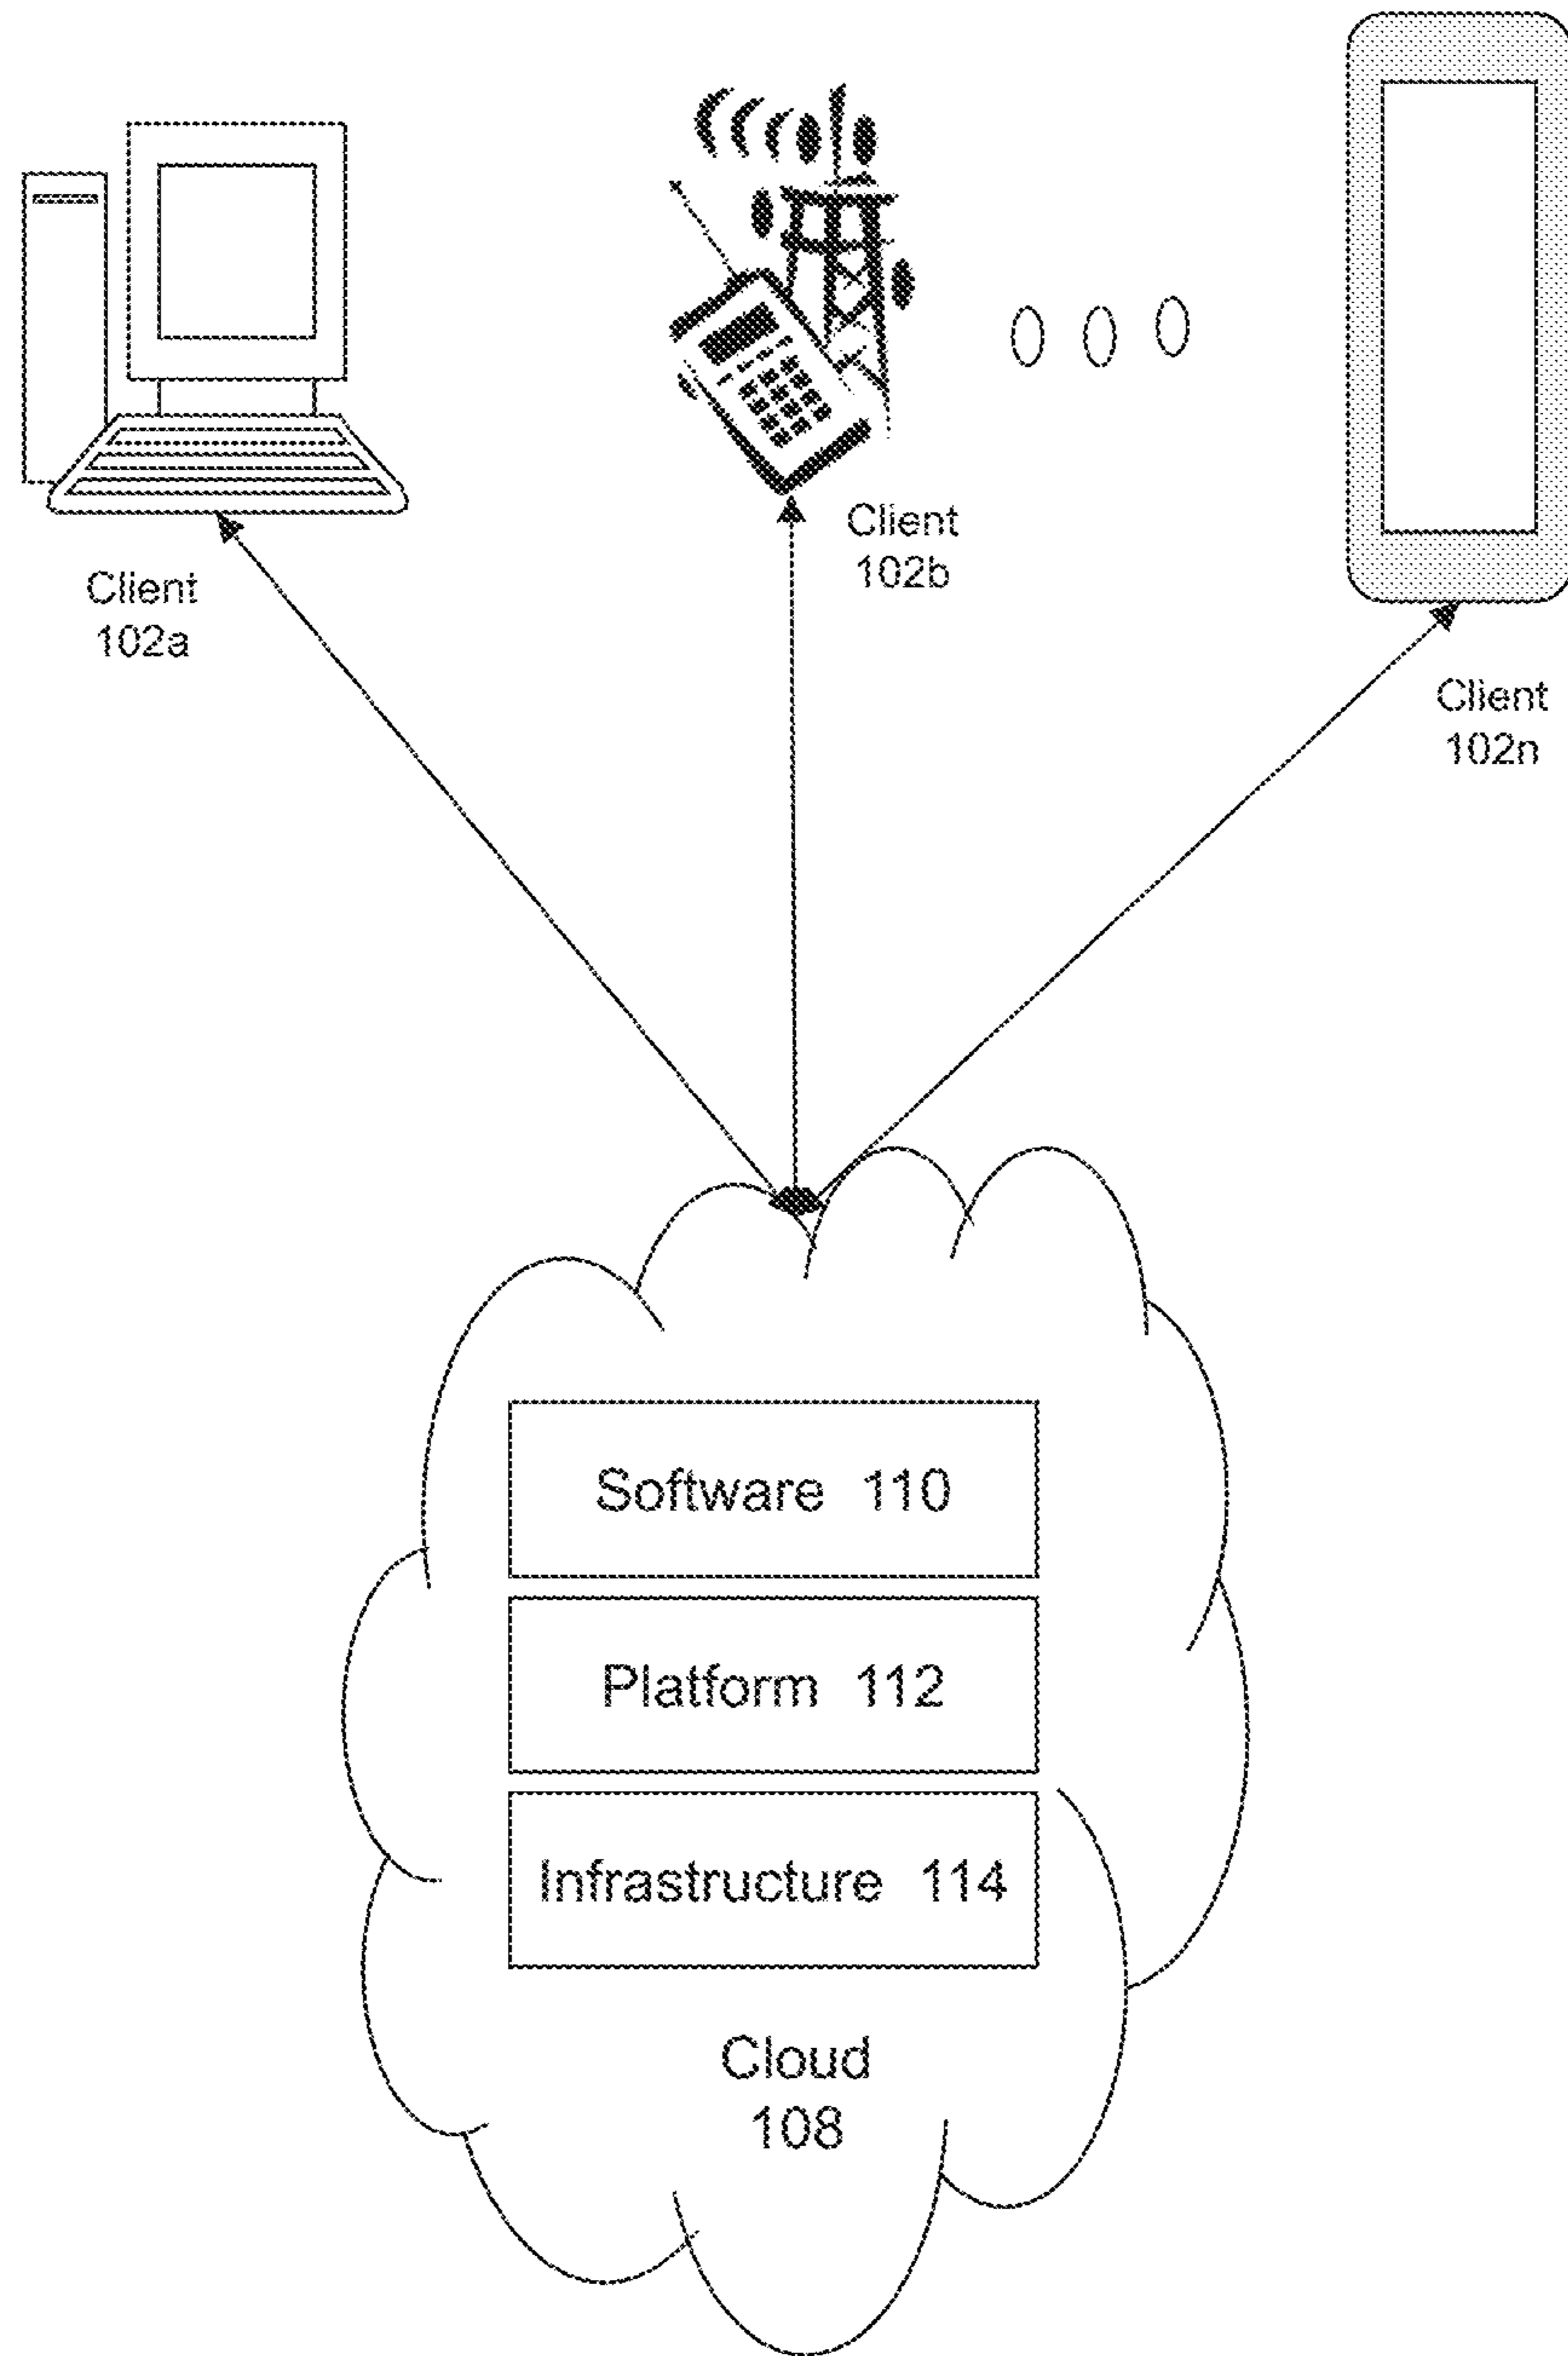 Client
102a
Client
102b
Client
102n
Software 110
Platform 112
Infrastructure 114
Cloud
108